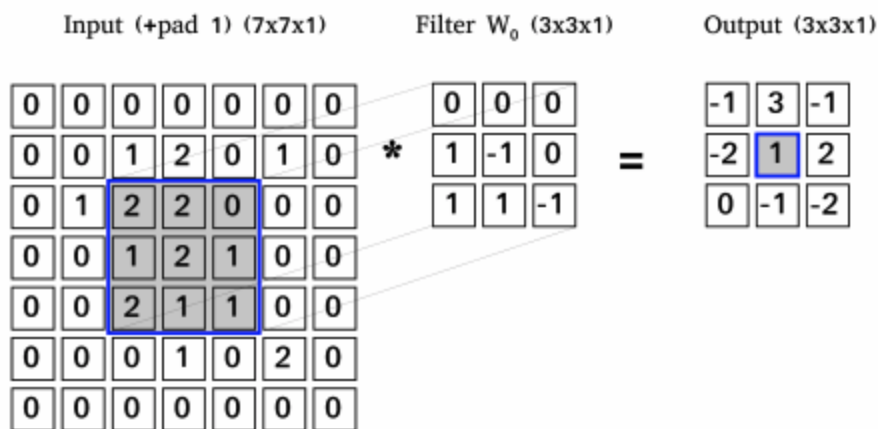 Input (+pad 1) (7x7x1) Filter W₀ (3x3x1) Output (3x3x1)
0 0 0 0 0 0 0 0 0 0 -1 3 -1
0 0 1 2 0 1 0 * 1 -1 0 = -2 1 2
0 1 2 2 0 0 0 1 1 -1 0 -1 -2
0 0 1 2 1 0 0
0 0 2 1 1 0 0
0 0 0 1 0 2 0
0 0 0 0 0 0 0